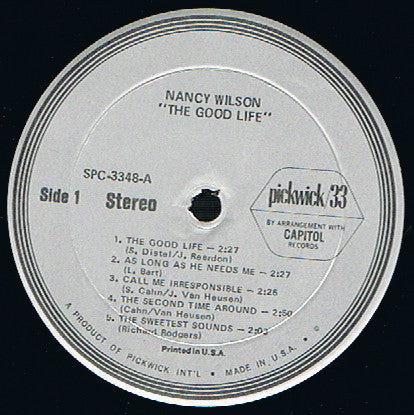 NANCY WILSON
"THE GOOD LIFE"
SPC-3348-A
Side 1 Stereo
pickwick/33
BY ARRANGEMENT WITH
CAPITOL
RECORDS
1. THE GOOD LIFE — 2:27
(S. Distel/J. Reardon)
2. AS LONG AS HE NEEDS ME — 2:27
(L. Bart)
3. CALL ME IRRESPONSIBLE — 2:25
(S. Cahn/J. Van Heusen)
4. THE SECOND TIME AROUND — 2:50
(Cahn/Van Heusen)
5. THE SWEETEST SOUNDS — 2:03
(Richard Rodgers)
Printed in U.S.A.
A PRODUCT OF PICKWICK INT'L • MADE IN U.S.A. •